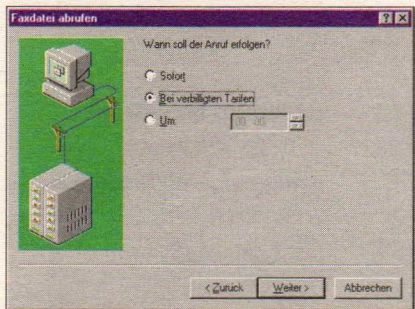 Faxdatei abrufen
Wann soll der Anruf erfolgen?
Sofort
Bei verbilligten Tarifen
Um:
< Zurück
Weiter >
Abbrechen